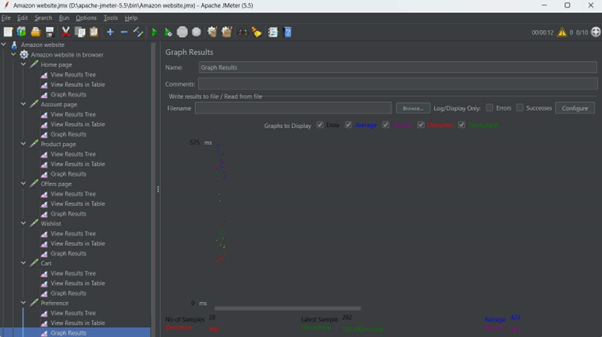 Amazon website.jmx (D:\apache-jmeter-5.5\bin\Amazon website.jmx) - Apache JMeter (5.5)
File Edit Search Run Options Tools Help
00:00:12 0 0/10
Amazon website
Amazon website in browser
Home page
View Results Tree
View Results in Table
Graph Results
Account page
View Results Tree
View Results in Table
Graph Results
Product page
View Results Tree
View Results in Table
Graph Results
Offers page
View Results Tree
View Results in Table
Graph Results
Wishlist
View Results Tree
View Results in Table
Graph Results
Cart
View Results Tree
View Results in Table
Graph Results
Preference
View Results Tree
View Results in Table
Graph Results
Graph Results
Name: Graph Results
Comments:
Write results to file / Read from file
Filename Browse... Log/Display Only: Errors Successes Configure
Graphs to Display Data Average Median Deviation Throughput
525 ms
0 ms
No of Samples Latest Sample 262 Average
Deviation Throughput Median